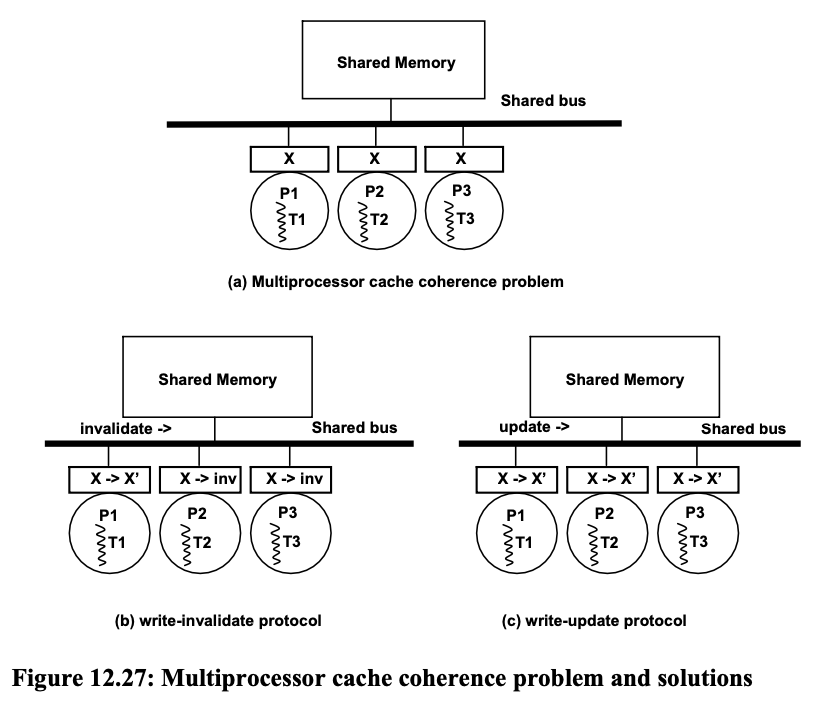 Shared Memory
Shared bus
X X X
P1 P2 P3
T1 T2 T3
(a) Multiprocessor cache coherence problem
Shared Memory
invalidate -> Shared bus
X -> X’ X -> inv X -> inv
P1 P2 P3
T1 T2 T3
(b) write-invalidate protocol
Shared Memory
update -> Shared bus
X -> X’ X -> X’ X -> X’
P1 P2 P3
T1 T2 T3
(c) write-update protocol
Figure 12.27: Multiprocessor cache coherence problem and solutions